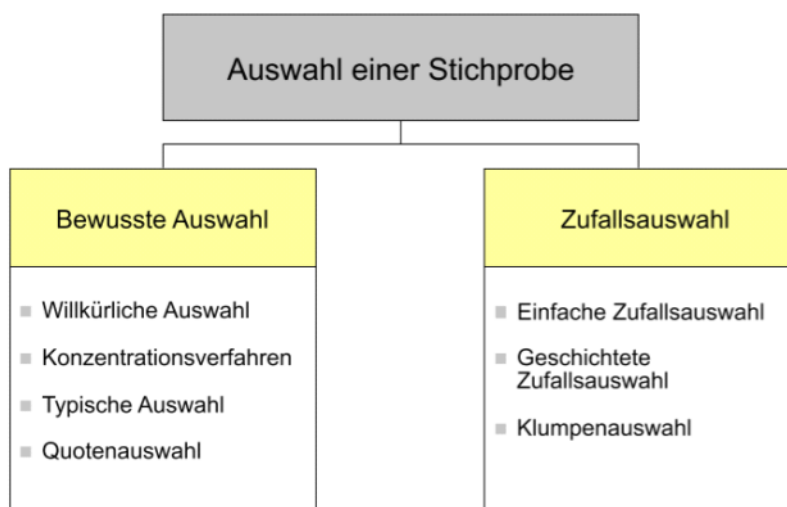 Auswahl einer Stichprobe
Bewusste Auswahl
Willkürliche Auswahl
Konzentrationsverfahren
Typische Auswahl
Quotenauswahl
Zufallsauswahl
Einfache Zufallsauswahl
Geschichtete
Zufallsauswahl
Klumpenauswahl